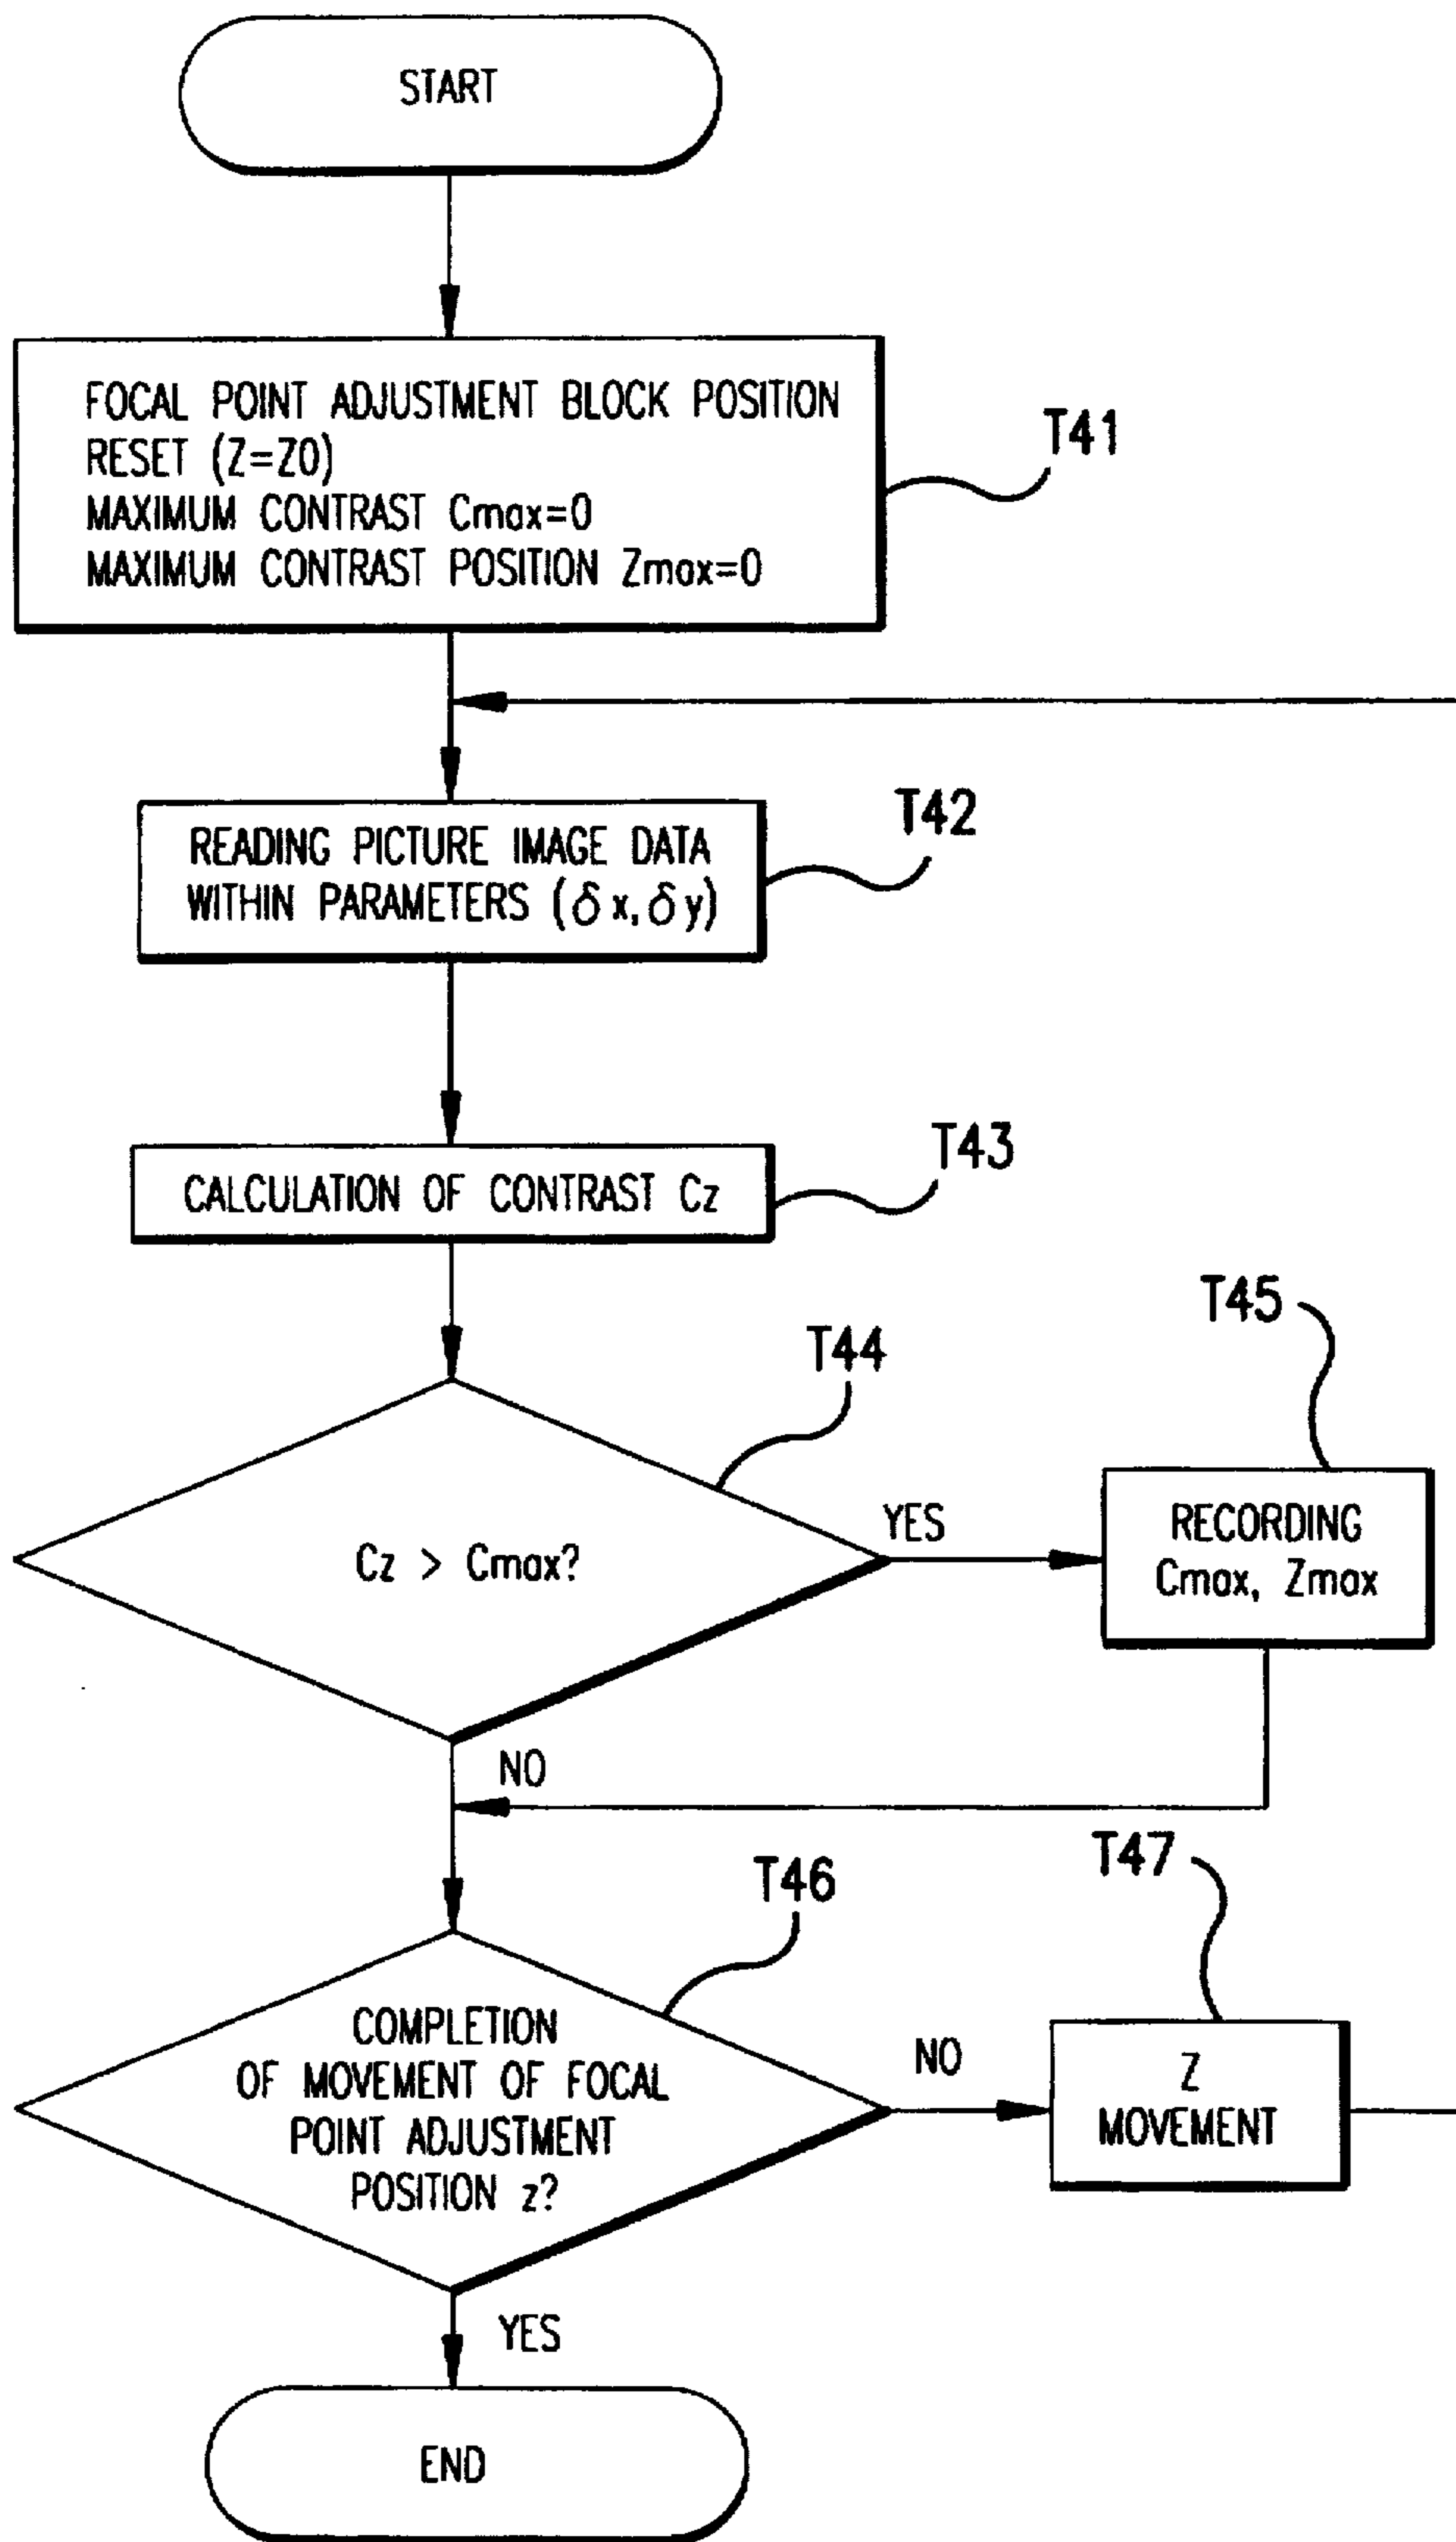 START
FOCAL POINT ADJUSTMENT BLOCK POSITION
RESET (Z=Z0)
MAXIMUM CONTRAST Cmax=0
MAXIMUM CONTRAST POSITION Zmax=0
T41
READING PICTURE IMAGE DATA
WITHIN PARAMETERS (δx,δy)
T42
CALCULATION OF CONTRAST Cz
T43
Cz > Cmax?
T44
YES
RECORDING
Cmax, Zmax
T45
NO
COMPLETION
OF MOVEMENT OF FOCAL
POINT ADJUSTMENT
POSITION z?
T46
NO
Z
MOVEMENT
T47
YES
END